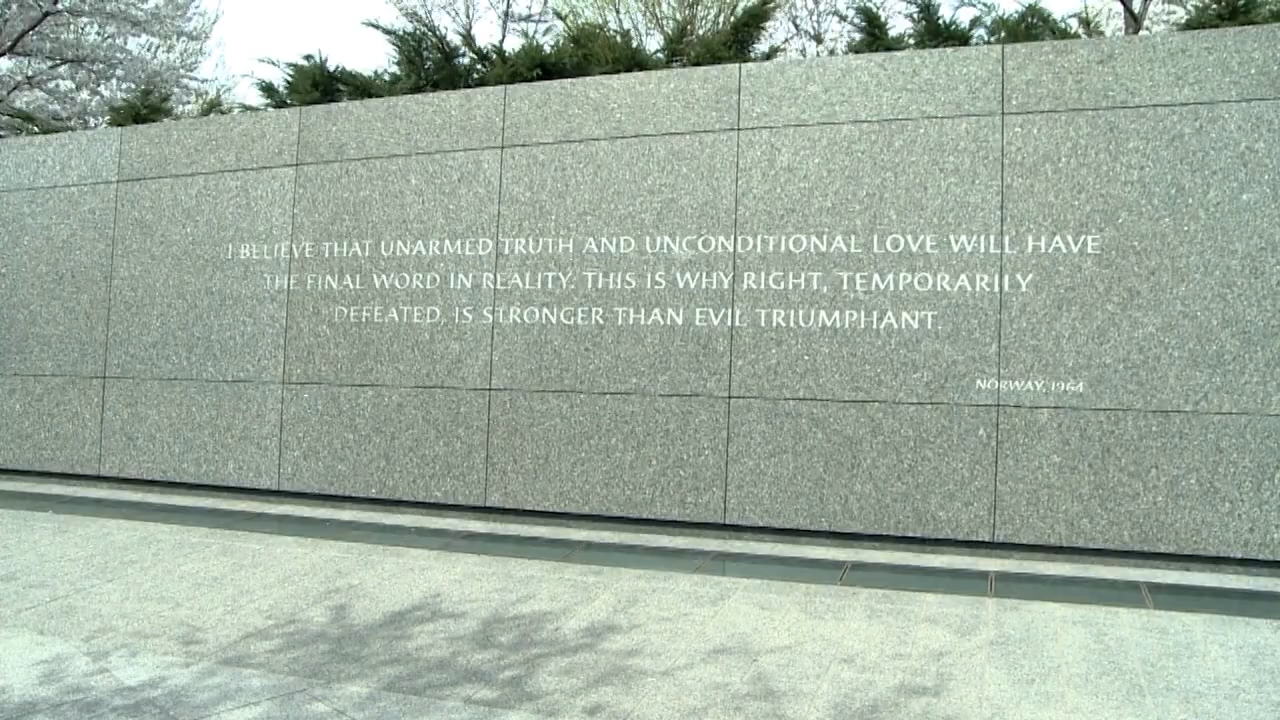 I BELIEVE THAT UNARMED TRUTH AND UNCONDITIONAL LOVE WILL HAVE
THE FINAL WORD IN REALITY. THIS IS WHY RIGHT, TEMPORARILY
DEFEATED, IS STRONGER THAN EVIL TRIUMPHANT.
NORWAY, 1964